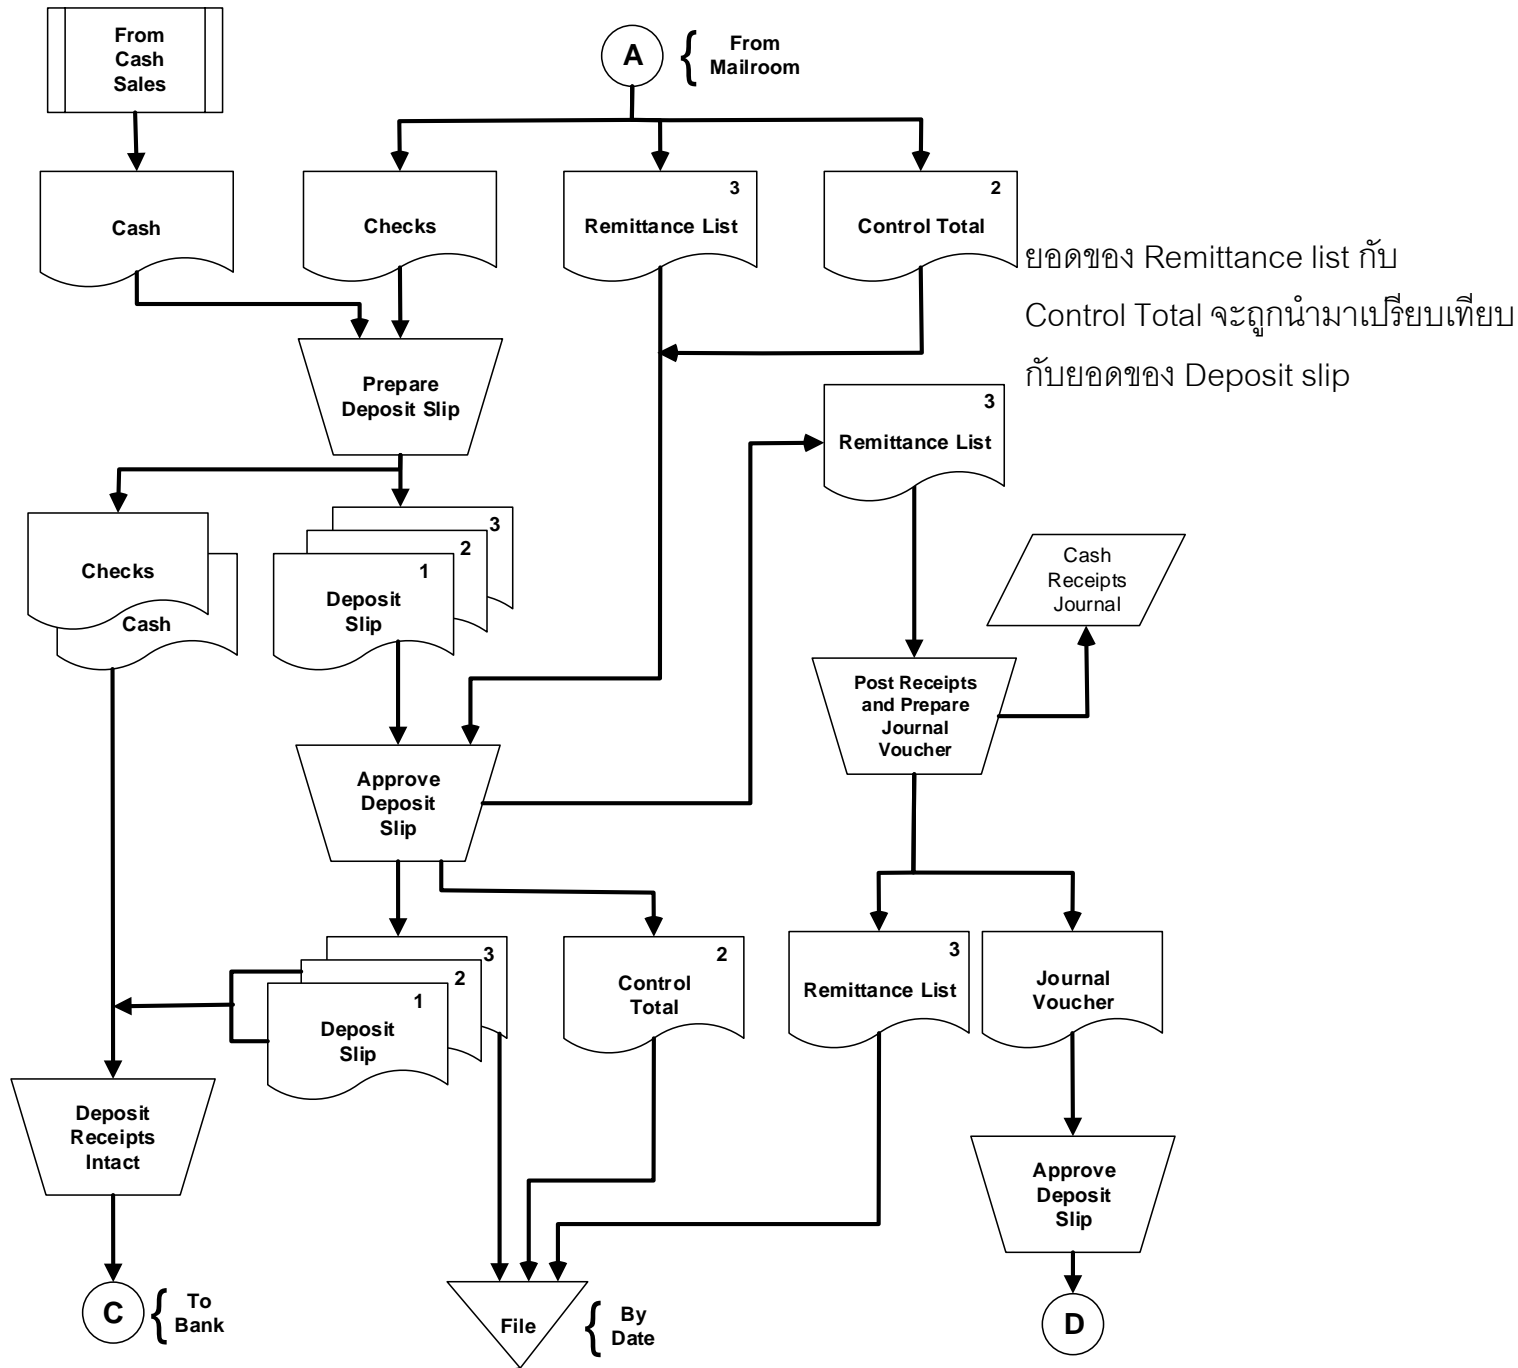 From
Cash
Sales
A
{
From
Mailroom
Cash
Checks
3
Remittance List
2
Control Total
ยอดของ Remittance list กับ
Control Total จะถูกนำมาเปรียบเทียบ
กับยอดของ Deposit slip
Prepare
Deposit Slip
3
Remittance List
Checks
Cash
3
2
1
Deposit
Slip
Cash
Receipts
Journal
Post Receipts
and Prepare
Journal
Voucher
Approve
Deposit
Slip
3
2
1
Deposit
Slip
2
Control
Total
3
Remittance List
Journal
Voucher
Deposit
Receipts
Intact
Approve
Deposit
Slip
C
{
To
Bank
File
{
By
Date
D